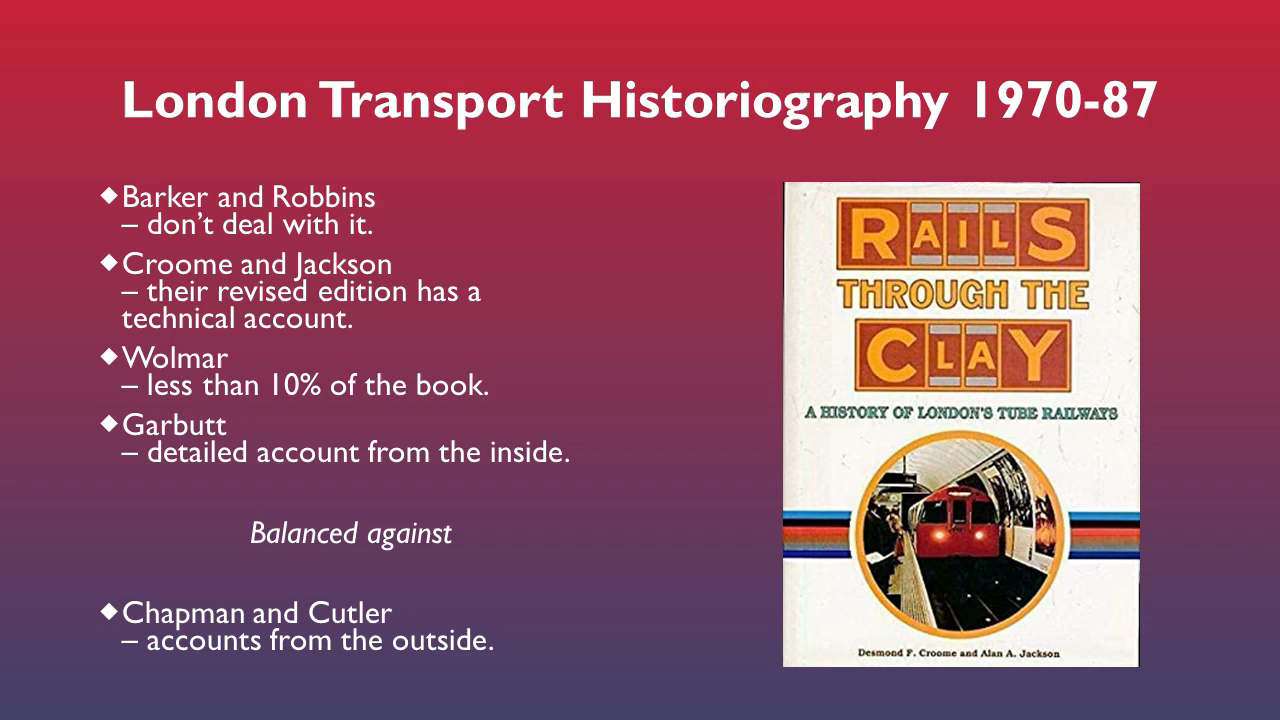 London Transport Historiography 1970-87
◆Barker and Robbins
– don’t deal with it.
◆Croome and Jackson
– their revised edition has a
technical account.
◆Wolmar
– less than 10% of the book.
◆Garbutt
– detailed account from the inside.
Balanced against
◆Chapman and Cutler
– accounts from the outside.
RAILS
THROUGH THE
CLAY
A HISTORY OF LONDON'S TUBE RAILWAYS
Desmond F. Croome and Alan A. Jackson